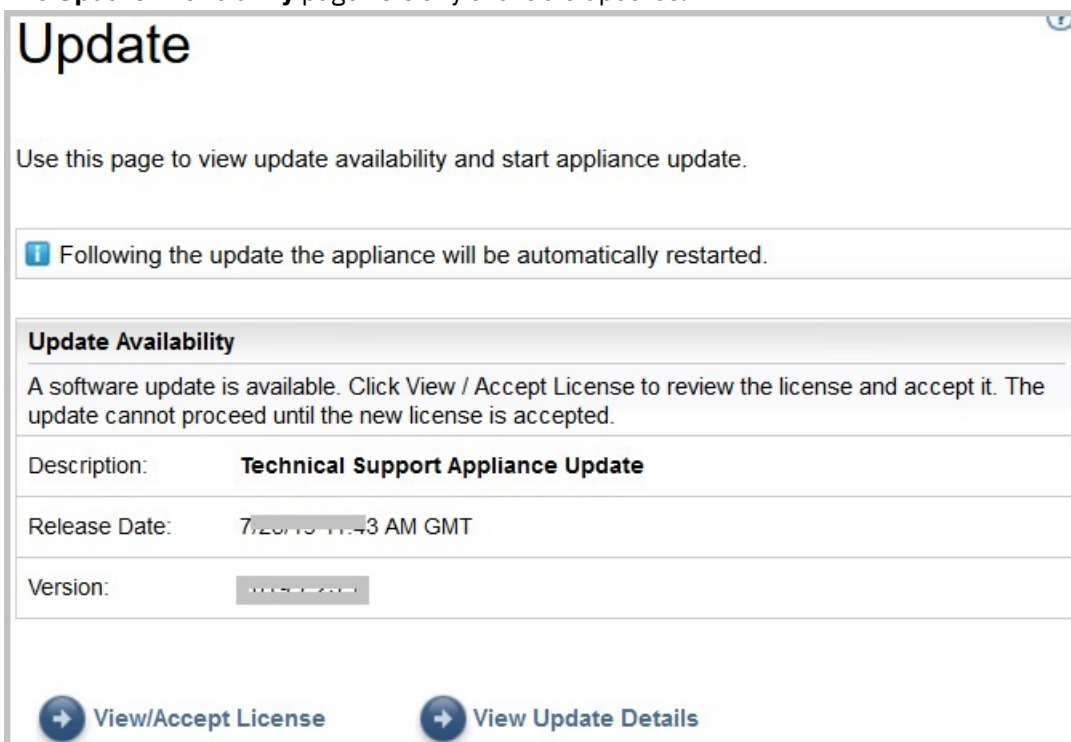 Update
Use this page to view update availability and start appliance update.
Following the update the appliance will be automatically restarted.
Update Availability
A software update is available. Click View / Accept License to review the license and accept it. The
update cannot proceed until the new license is accepted.
Description: Technical Support Appliance Update
Release Date: AM GMT
Version:
View/Accept License View Update Details